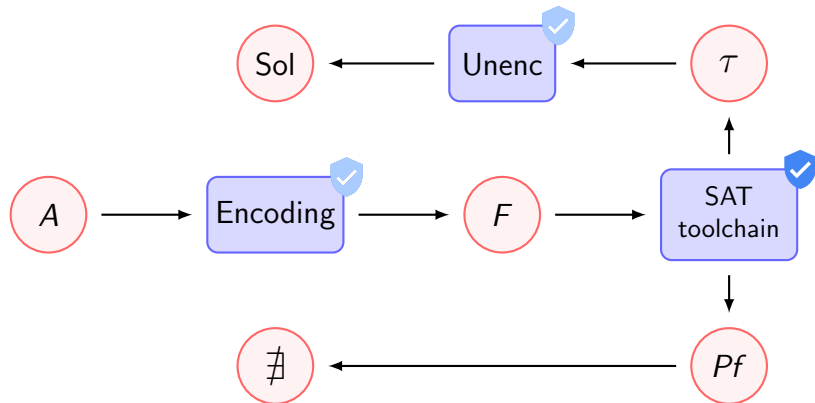 Sol
Unenc
τ
A
Encoding
F
SAT
toolchain
∄
Pf